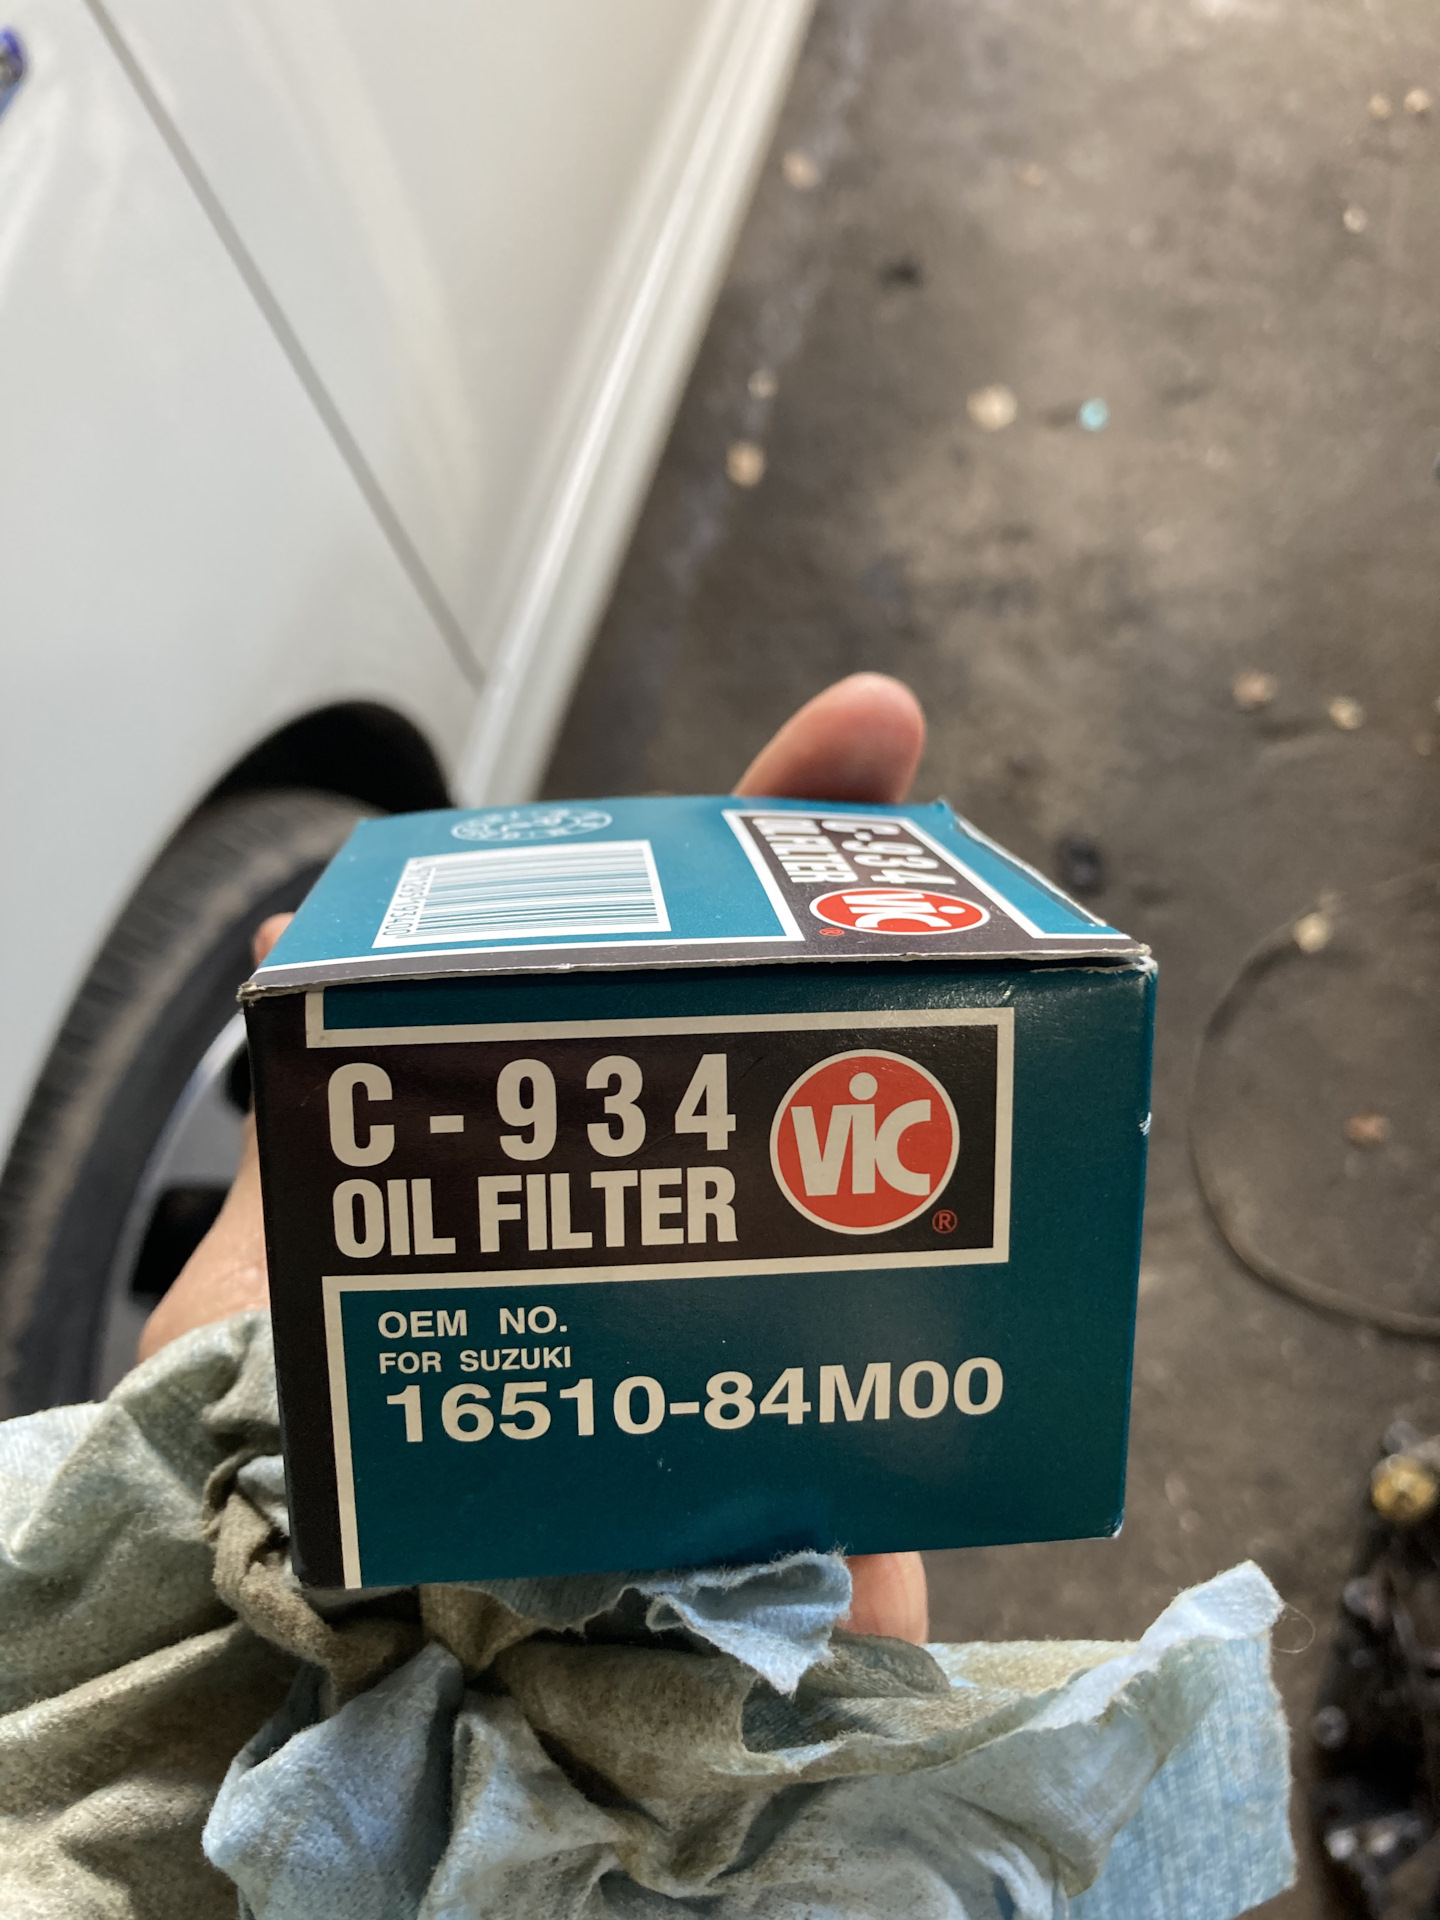 C-934
OIL FILTER
VIC
®
C-934
OIL FILTER
VIC
®
OEM NO.
FOR SUZUKI
16510-84M00